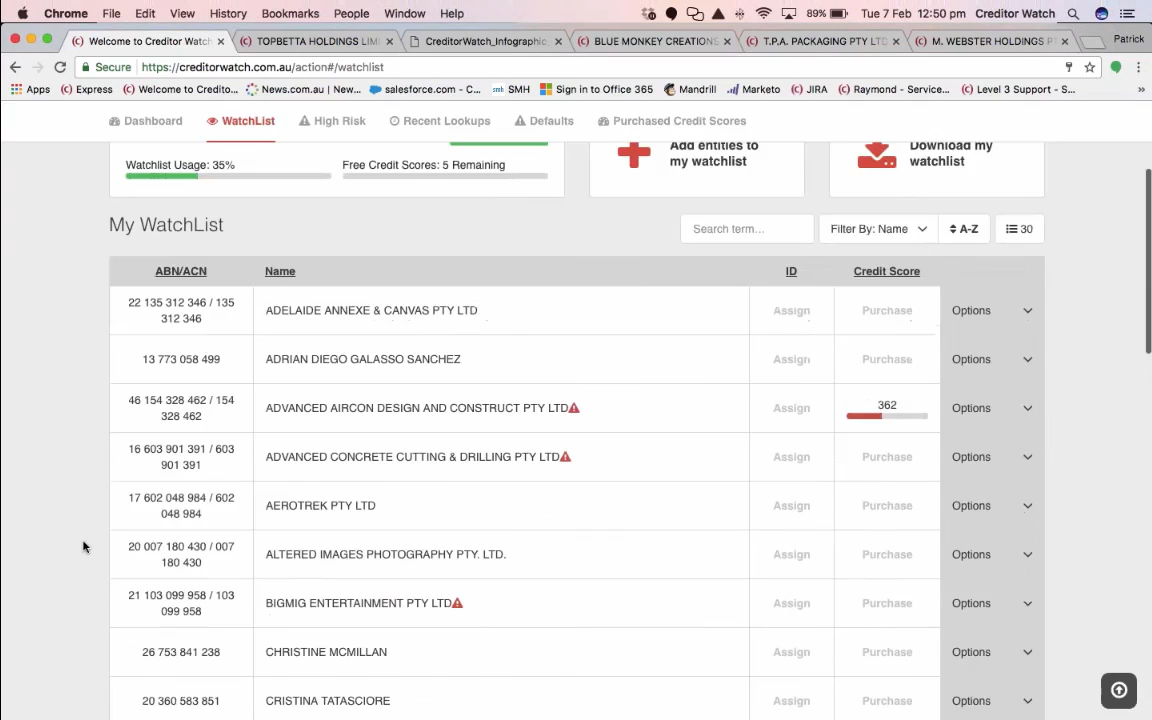 Chrome File Edit View History Bookmarks People Window Help 89% Tue 7 Feb 12:50 pm Creditor Watch
Welcome to Creditor Watch TOPBETTA HOLDINGS LIM CreditorWatch_Infographic_ BLUE MONKEY CREATIONS T.P.A. PACKAGING PTY LTD M. WEBSTER HOLDINGS P Patrick
Secure https://creditorwatch.com.au/action#/watchlist
Apps Express Welcome to Credito... News.com.au | New... salesforce.com - C... smh SMH Sign in to Office 365 Mandrill Marketo JIRA Raymond - Service... Level 3 Support - S... »
Dashboard WatchList High Risk Recent Lookups Defaults Purchased Credit Scores
Watchlist Usage: 35% Free Credit Scores: 5 Remaining
Add entities to
my watchlist
Download my
watchlist
My WatchList
Search term... Filter By: Name A-Z 30
ABN/ACN Name ID Credit Score
22 135 312 346 / 135
312 346
ADELAIDE ANNEXE & CANVAS PTY LTD Assign Purchase Options
13 773 058 499 ADRIAN DIEGO GALASSO SANCHEZ Assign Purchase Options
46 154 328 462 / 154
328 462
ADVANCED AIRCON DESIGN AND CONSTRUCT PTY LTD Assign 362 Options
16 603 901 391 / 603
901 391
ADVANCED CONCRETE CUTTING & DRILLING PTY LTD Assign Purchase Options
17 602 048 984 / 602
048 984
AEROTREK PTY LTD Assign Purchase Options
20 007 180 430 / 007
180 430
ALTERED IMAGES PHOTOGRAPHY PTY. LTD. Assign Purchase Options
21 103 099 958 / 103
099 958
BIGMIG ENTERTAINMENT PTY LTD Assign Purchase Options
26 753 841 238 CHRISTINE MCMILLAN Assign Purchase Options
20 360 583 851 CRISTINA TATASCIORE Assign Purchase Options